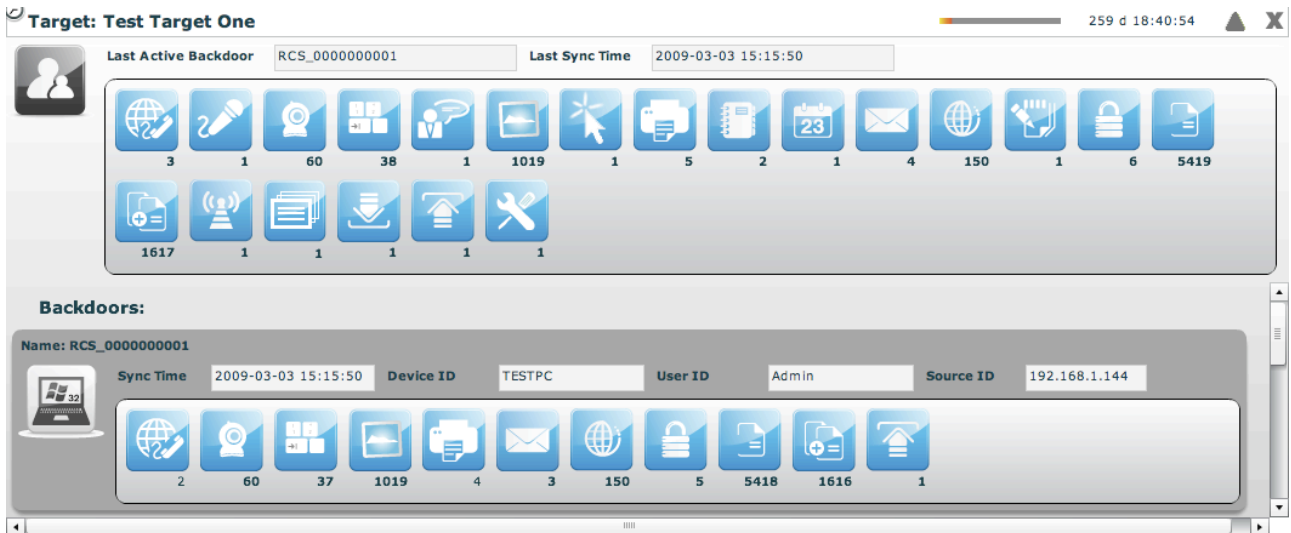 Target: Test Target One 259 d 18:40:54 X
Last Active Backdoor RCS_0000000001 Last Sync Time 2009-03-03 15:15:50
23
3 1 60 38 1 1019 1 5 2 1 4 150 1 6 5419
1617 1 1 1 1 1
Backdoors:
Name: RCS_0000000001
Sync Time 2009-03-03 15:15:50 Device ID TESTPC User ID Admin Source ID 192.168.1.144
32
2 60 37 1019 4 3 150 5 5418 1616 1